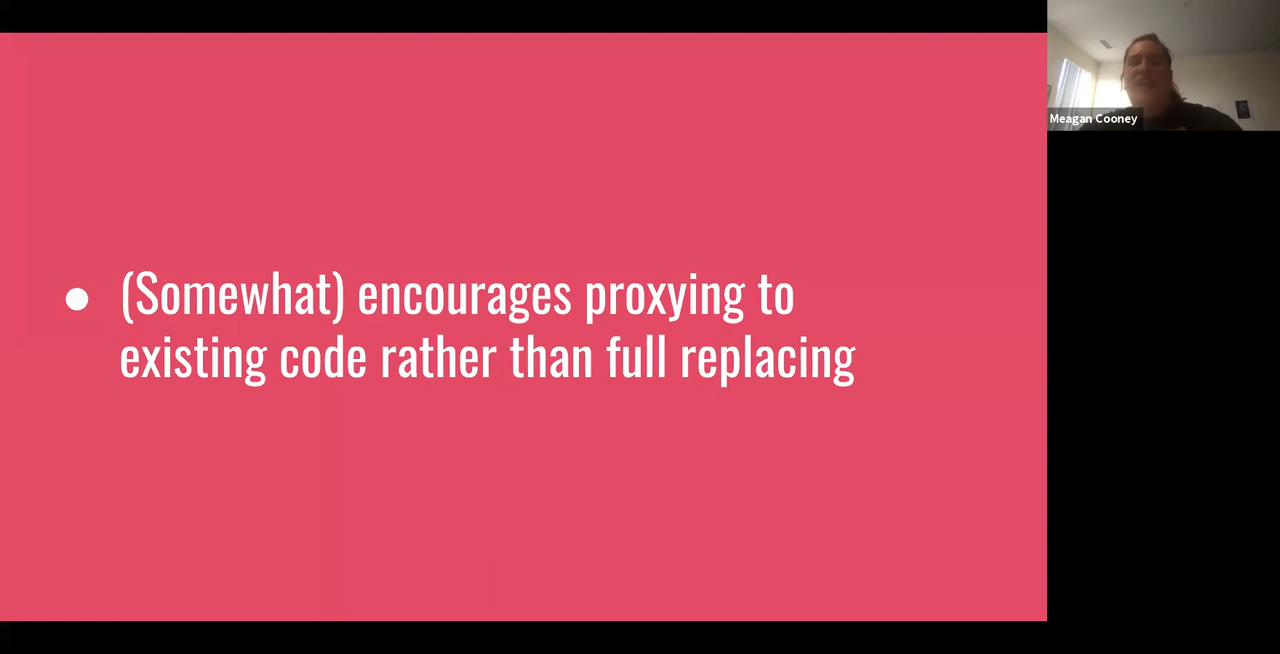 ● (Somewhat) encourages proxying to
existing code rather than full replacing
Meagan Cooney